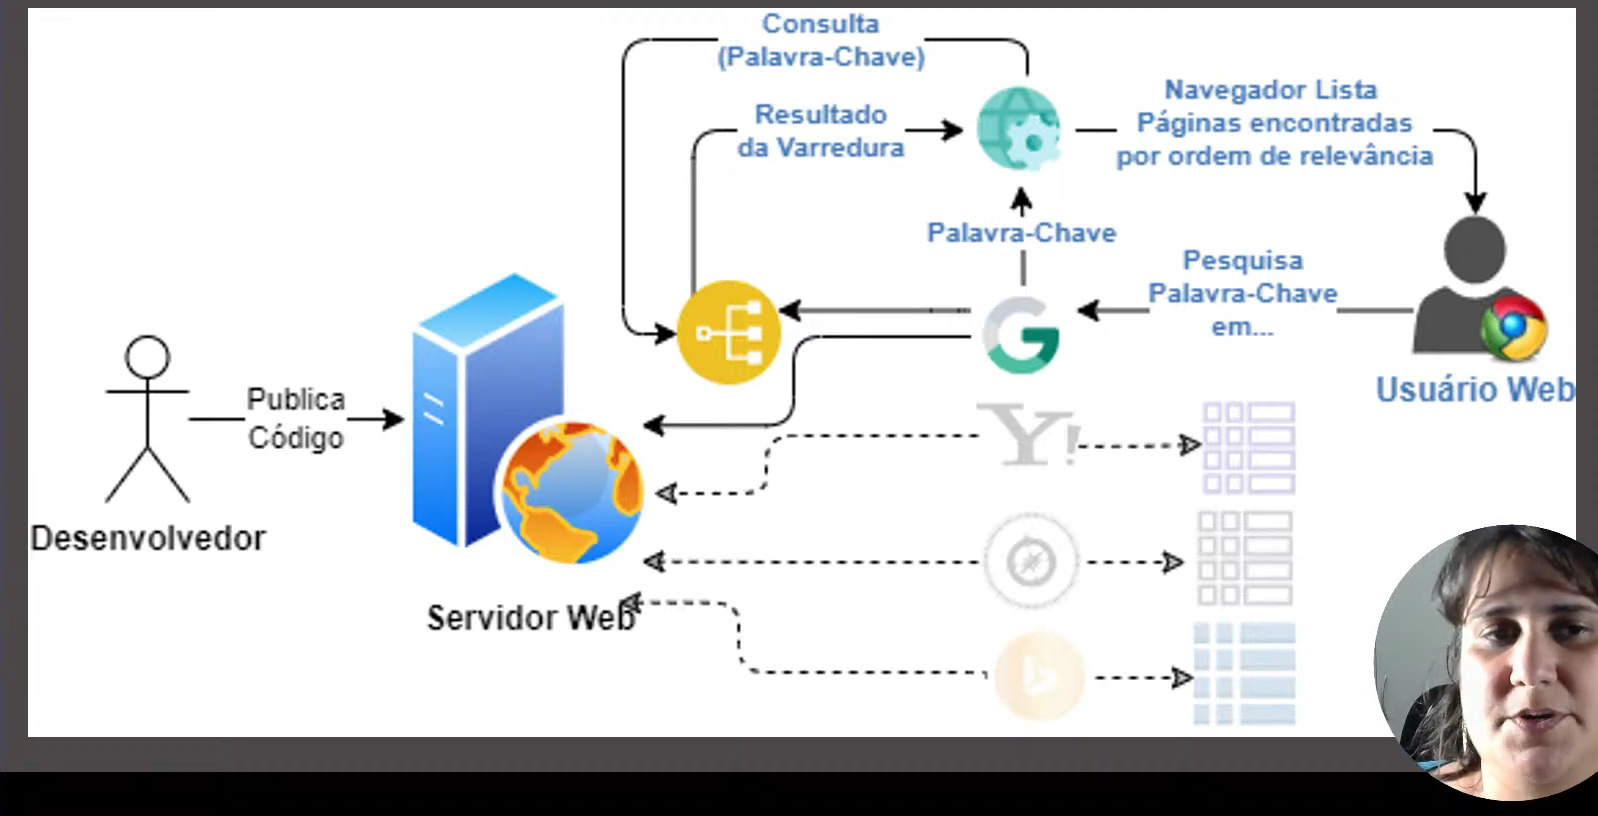 Consulta
(Palavra-Chave)
Resultado
da Varredura
Navegador Lista
Páginas encontradas
por ordem de relevância
Palavra-Chave
Pesquisa
Palavra-Chave
em...
Usuário Web
Publica
Código
Desenvolvedor
Servidor Web
G
Y!